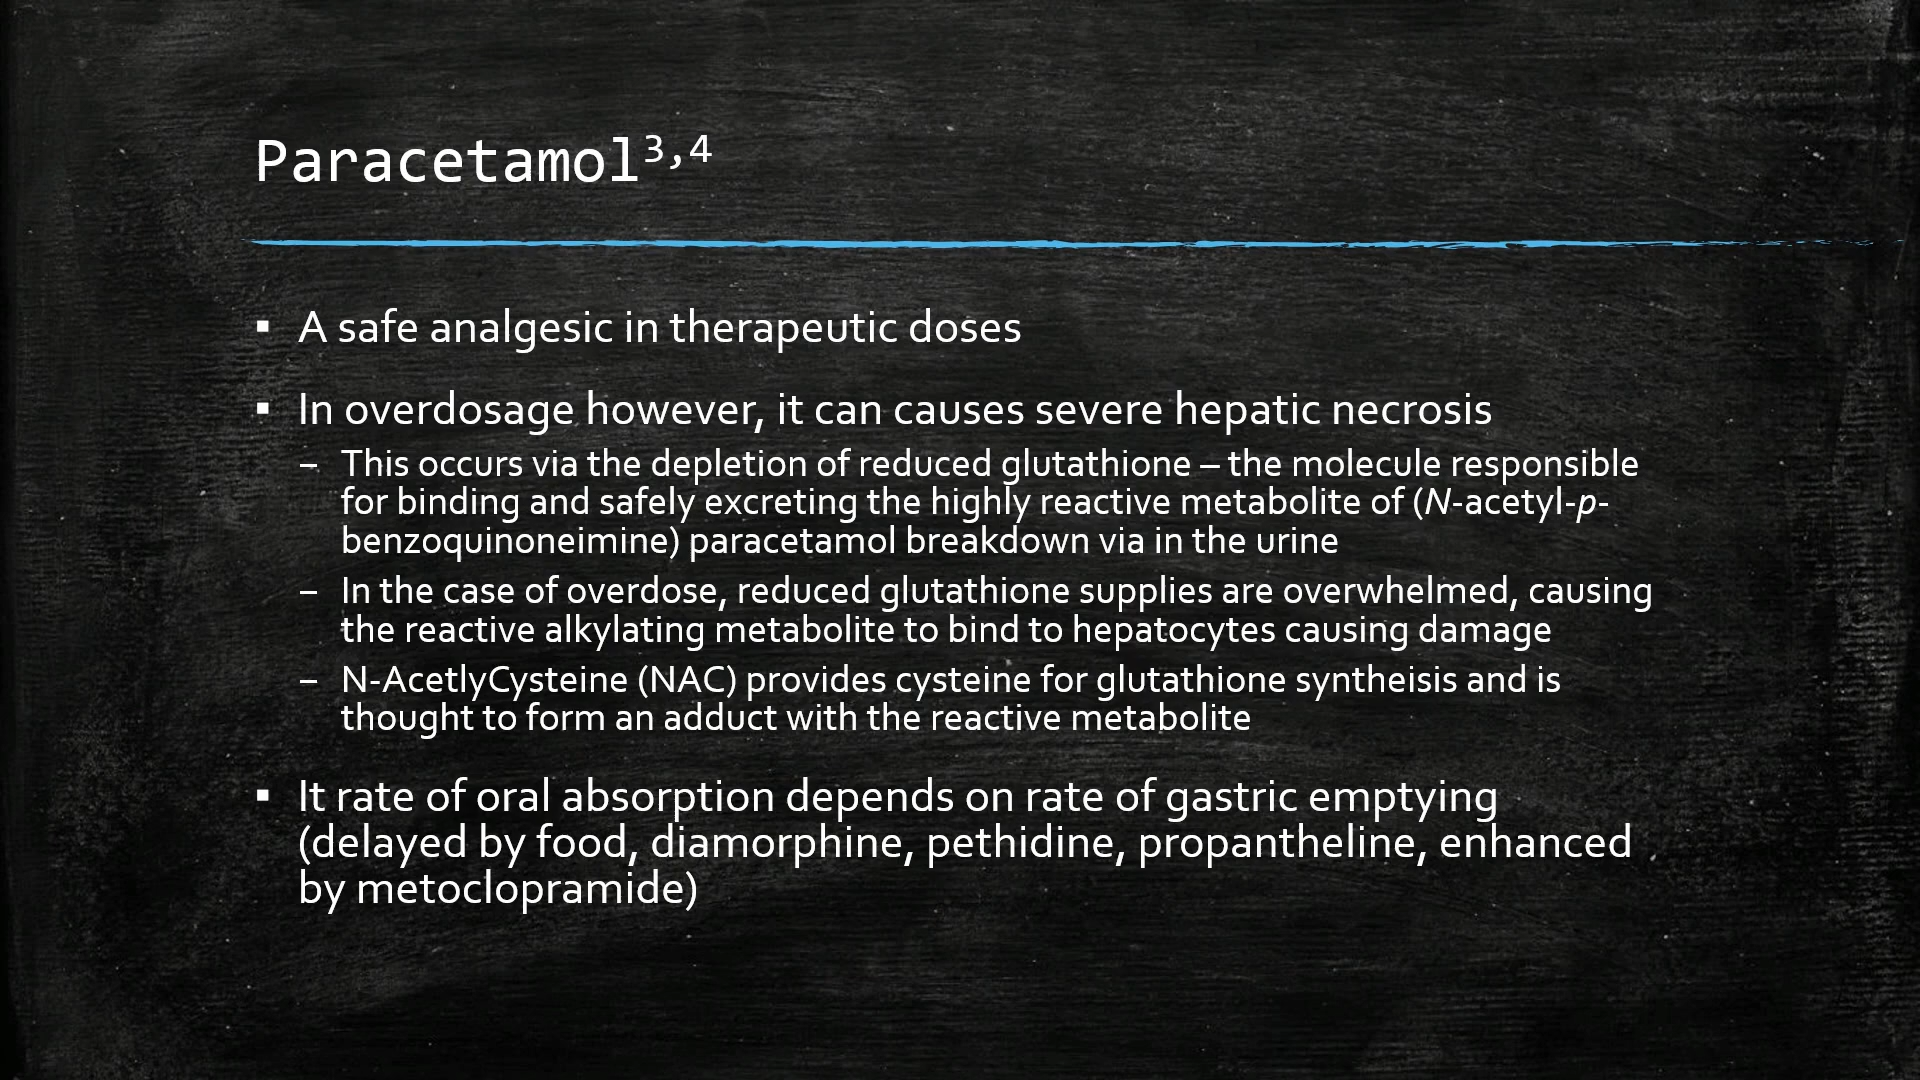 Paracetamol3,4
▪ A safe analgesic in therapeutic doses
▪ In overdosage however, it can causes severe hepatic necrosis
– This occurs via the depletion of reduced glutathione – the molecule responsible
for binding and safely excreting the highly reactive metabolite of (N-acetyl-p-
benzoquinoneimine) paracetamol breakdown via in the urine
– In the case of overdose, reduced glutathione supplies are overwhelmed, causing
the reactive alkylating metabolite to bind to hepatocytes causing damage
– N-AcetlyCysteine (NAC) provides cysteine for glutathione syntheisis and is
thought to form an adduct with the reactive metabolite
▪ It rate of oral absorption depends on rate of gastric emptying
(delayed by food, diamorphine, pethidine, propantheline, enhanced
by metoclopramide)